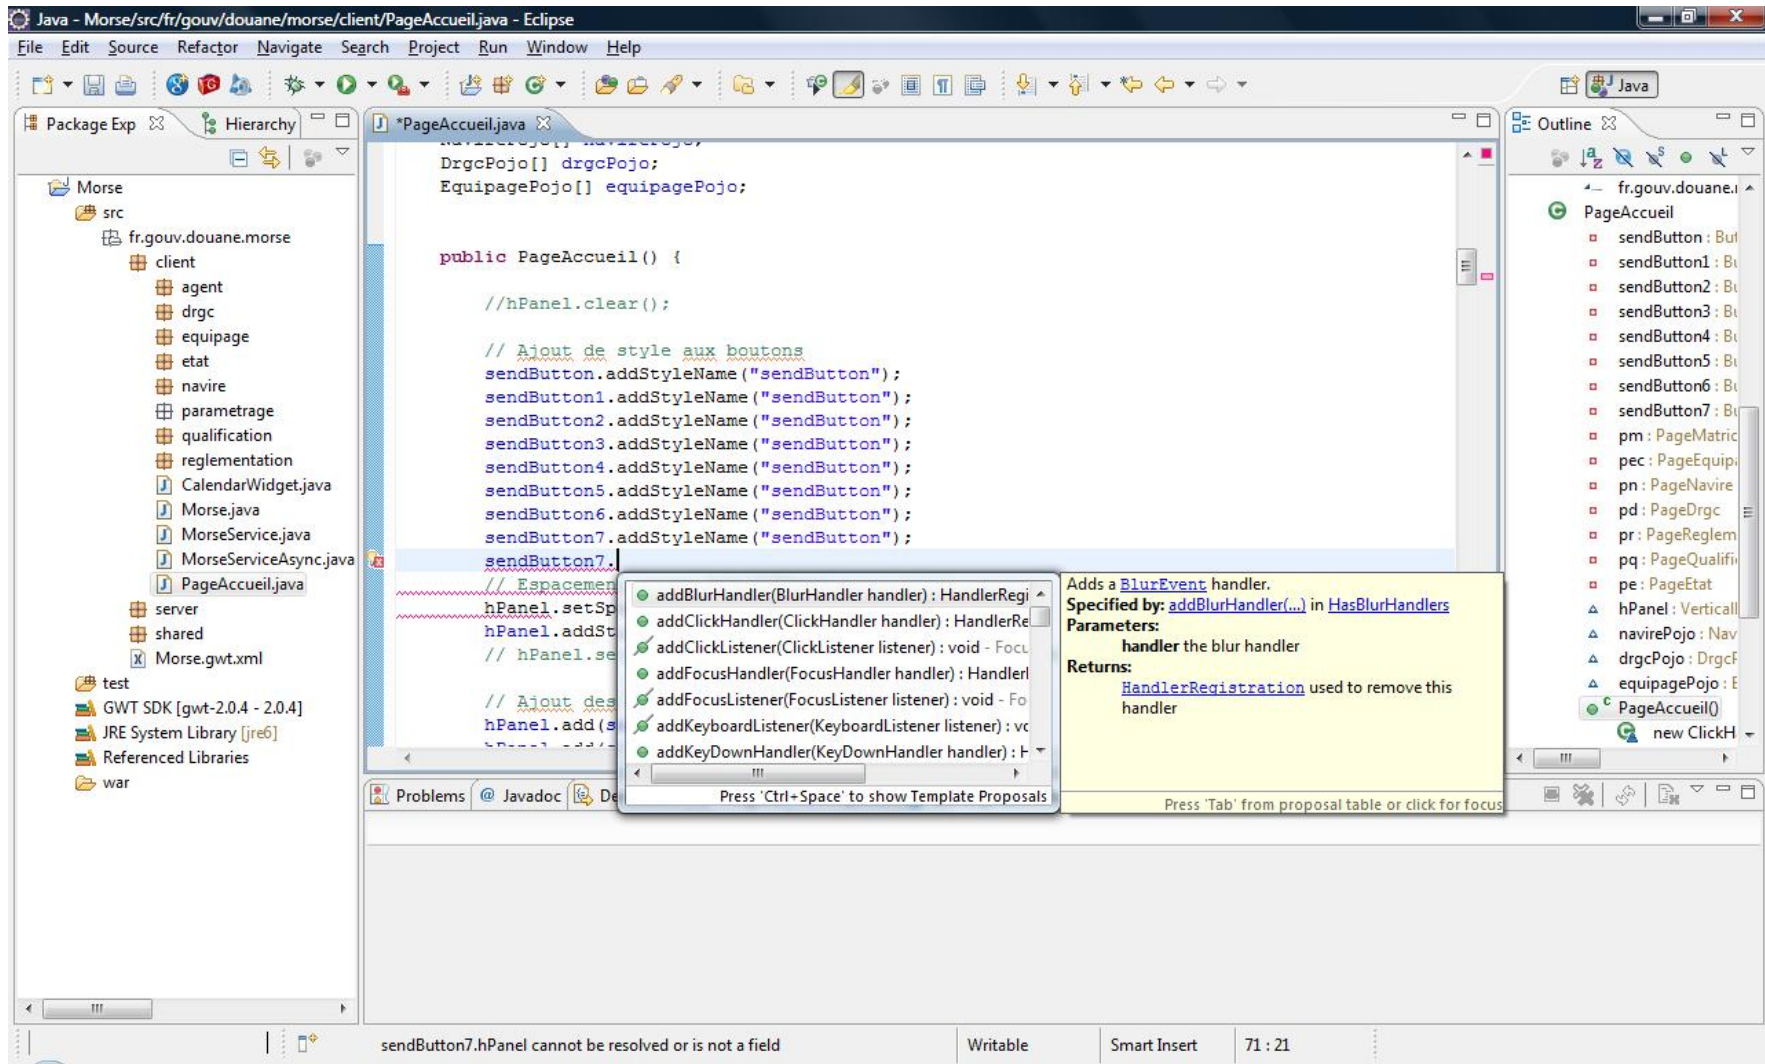 Java - Morse/src/fr/gouv/douane/morse/client/PageAccueil.java - Eclipse
File Edit Source Refactor Navigate Search Project Run Window Help
Java
Package Exp
Hierarchy
Morse
src
fr.gouv.douane.morse
client
agent
drgc
equipage
etat
navire
parametrage
qualification
reglementation
CalendarWidget.java
Morse.java
MorseService.java
MorseServiceAsync.java
PageAccueil.java
server
shared
Morse.gwt.xml
test
GWT SDK [gwt-2.0.4 - 2.0.4]
JRE System Library [jre6]
Referenced Libraries
war
*PageAccueil.java
DrgcPojo[] drgcPojo;
EquipagePojo[] equipagePojo;
public PageAccueil() {
//hPanel.clear();
// Ajout de style aux boutons
sendButton.addStyleName("sendButton");
sendButton1.addStyleName("sendButton");
sendButton2.addStyleName("sendButton");
sendButton3.addStyleName("sendButton");
sendButton4.addStyleName("sendButton");
sendButton5.addStyleName("sendButton");
sendButton6.addStyleName("sendButton");
sendButton7.addStyleName("sendButton");
sendButton7.
// Espacemen
hPanel.setSp
hPanel.addSt
// hPanel.se
// Ajout des
hPanel.add(s
addBlurHandler(BlurHandler handler) : HandlerRegi
addClickHandler(ClickHandler handler) : HandlerRe
addClickListener(ClickListener listener) : void - Focu
addFocusHandler(FocusHandler handler) : Handlerl
addFocusListener(FocusListener listener) : void - Fo
addKeyboardListener(KeyboardListener listener) : vc
addKeyDownHandler(KeyDownHandler handler) : H
Press 'Ctrl+Space' to show Template Proposals
Adds a BlurEvent handler.
Specified by: addBlurHandler(...) in HasBlurHandlers
Parameters:
handler the blur handler
Returns:
HandlerRegistration used to remove this
handler
Press 'Tab' from proposal table or click for focus
Outline
fr.gouv.douane.
PageAccueil
sendButton : But
sendButton1 : Bu
sendButton2 : Bu
sendButton3 : Bu
sendButton4 : Bu
sendButton5 : Bu
sendButton6 : Bu
sendButton7 : Bu
pm : PageMatric
pec : PageEquipa
pn : PageNavire
pd : PageDrgc
pr : PageReglem
pq : PageQualifi
pe : PageEtat
hPanel : Verticall
navirePojo : Nav
drgcPojo : DrgcF
equipagePojo : E
PageAccueil()
new ClickH
Problems
@ Javadoc
De
sendButton7.hPanel cannot be resolved or is not a field
Writable
Smart Insert
71 : 21